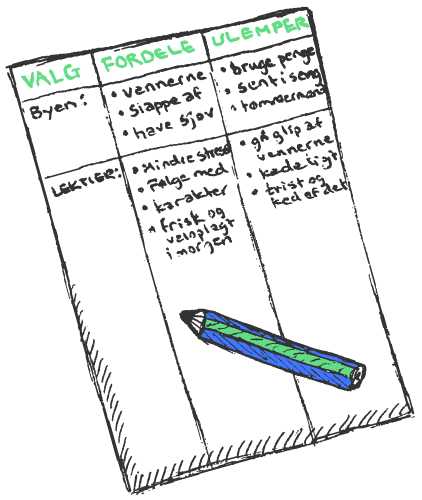 VALG
FORDELE
ULEMPER
Byen:
• vennerne
• slappe af
• have sjov
• bruge penge
• sent i seng
• tømmermænd
LEKTIER:
• Mindre stress
• Følge med
• karakter
• frisk og
veloplagt
i morgen
• gå glip af
vennerne
• kedeligt
• trist og
ked af det